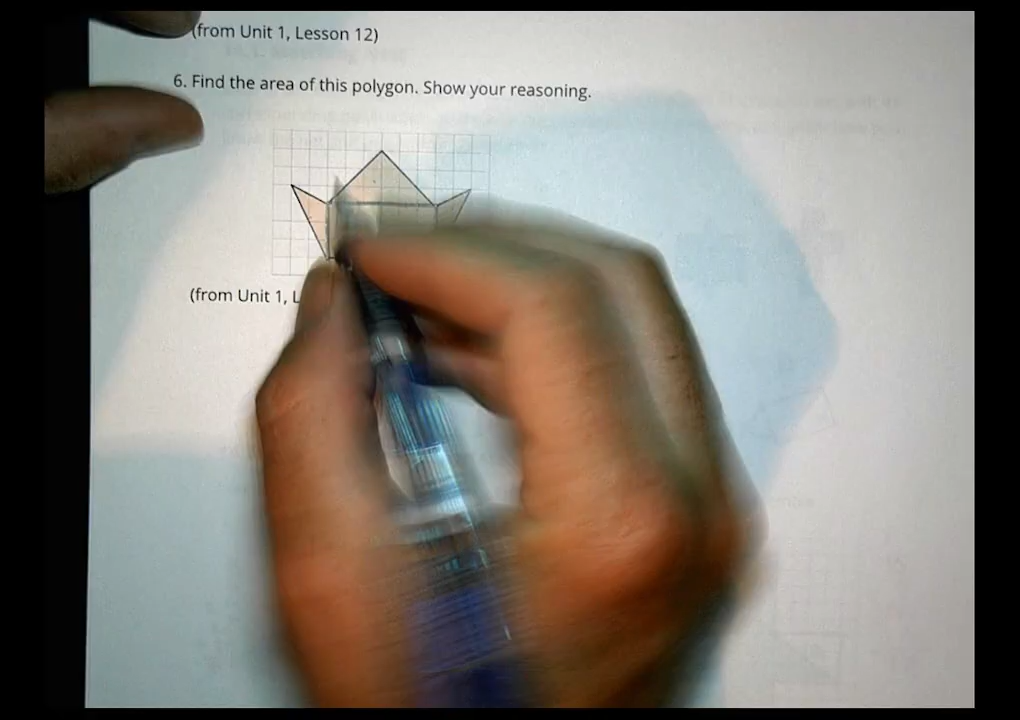 (from Unit 1, Lesson 12)
6. Find the area of this polygon. Show your reasoning.
(from Unit 1, L